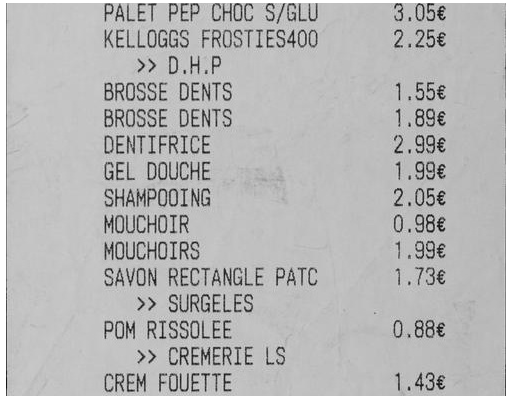 PALET PEP CHOC S/GLU 3.05€
KELLOGGS FROSTIES400 2.25€
>> D.H.P
BROSSE DENTS 1.55€
BROSSE DENTS 1.89€
DENTIFRICE 2.99€
GEL DOUCHE 1.99€
SHAMPOOING 2.05€
MOUCHOIR 0.98€
MOUCHOIRS 1.99€
SAVON RECTANGLE PATC 1.73€
>> SURGELES
POM RISSOLEE 0.88€
>> CREMERIE LS
CREM FOUETTE 1.43€